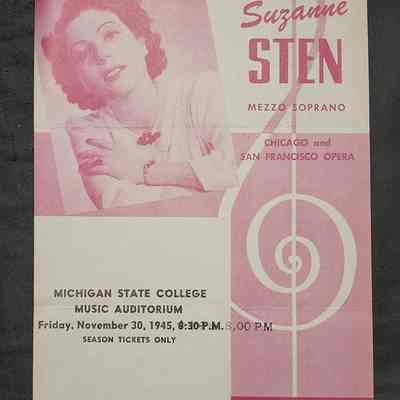 Suzanne
STEN
MEZZO SOPRANO
CHICAGO and
SAN FRANCISCO OPERA
MICHIGAN STATE COLLEGE
MUSIC AUDITORIUM
Friday, November 30, 1945, 8:30 P.M. 8,00 PM
SEASON TICKETS ONLY